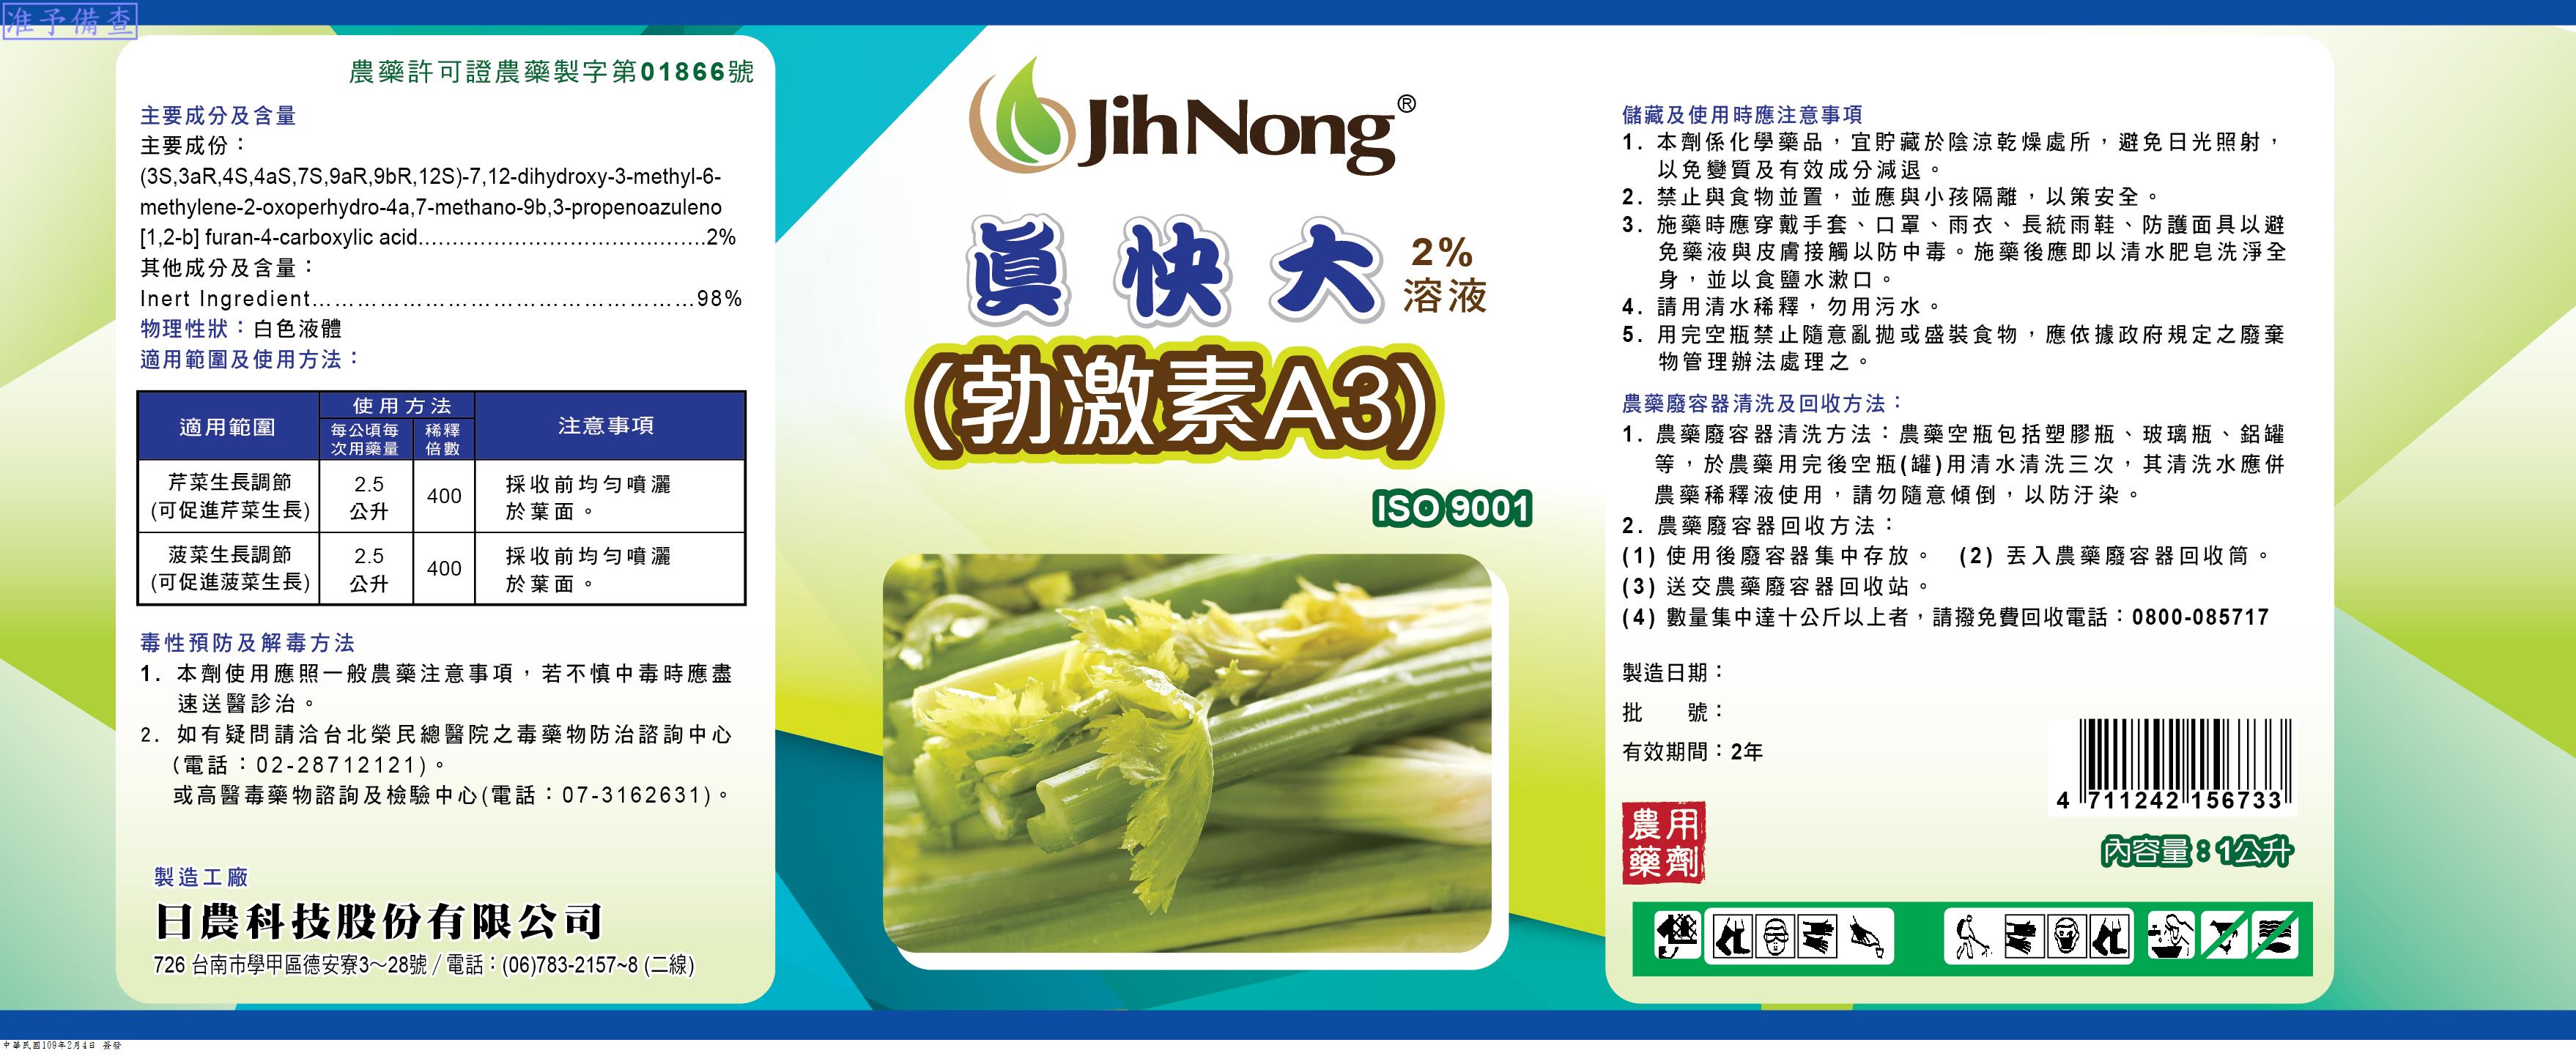 准予備查
農藥許可證農藥製字第01866號
主要成分及含量
主要成份：
(3S,3aR,4S,4aS,7S,9aR,9bR,12S)-7,12-dihydroxy-3-methyl-6-
methylene-2-oxoperhydro-4a,7-methano-9b,3-propenoazuleno
[1,2-b] furan-4-carboxylic acid..........................................2%
其他成分及含量：
Inert Ingredient..................................................98%
物理性狀：白色液體
適用範圍及使用方法：
適用範圍
使用方法
每公頃每
次用藥量
稀釋
倍數
注意事項
芹菜生長調節
(可促進芹菜生長)
2.5
公升
400
採收前均勻噴灑
於葉面。
菠菜生長調節
(可促進菠菜生長)
2.5
公升
400
採收前均勻噴灑
於葉面。
毒性預防及解毒方法
1. 本劑使用應照一般農藥注意事項，若不慎中毒時應盡
速送醫診治。
2. 如有疑問請洽台北榮民總醫院之毒藥物防治諮詢中心
(電話：02-28712121)。
或高醫毒藥物諮詢及檢驗中心(電話：07-3162631)。
製造工廠
日農科技股份有限公司
726 台南市學甲區德安寮3～28號 / 電話：(06)783-2157~8 (二線)
JihNong®
眞快大
2%
溶液
(勃激素A3)
ISO 9001
儲藏及使用時應注意事項
1. 本劑係化學藥品，宜貯藏於陰涼乾燥處所，避免日光照射，
以免變質及有效成分減退。
2. 禁止與食物並置，並應與小孩隔離，以策安全。
3. 施藥時應穿戴手套、口罩、雨衣、長統雨鞋、防護面具以避
免藥液與皮膚接觸以防中毒。施藥後應即以清水肥皂洗淨全
身，並以食鹽水漱口。
4. 請用清水稀釋，勿用污水。
5. 用完空瓶禁止隨意亂拋或盛裝食物，應依據政府規定之廢棄
物管理辦法處理之。
農藥廢容器清洗及回收方法：
1. 農藥廢容器清洗方法：農藥空瓶包括塑膠瓶、玻璃瓶、鋁罐
等，於農藥用完後空瓶(罐)用清水清洗三次，其清洗水應併
農藥稀釋液使用，請勿隨意傾倒，以防汙染。
2. 農藥廢容器回收方法：
(1) 使用後廢容器集中存放。 (2) 丟入農藥廢容器回收筒。
(3) 送交農藥廢容器回收站。
(4) 數量集中達十公斤以上者，請撥免費回收電話：0800-085717
製造日期：
批　　號：
有效期間：2年
4 711242 156733
農用
藥劑
內容量：1公升
中華民國109年2月4日 簽發